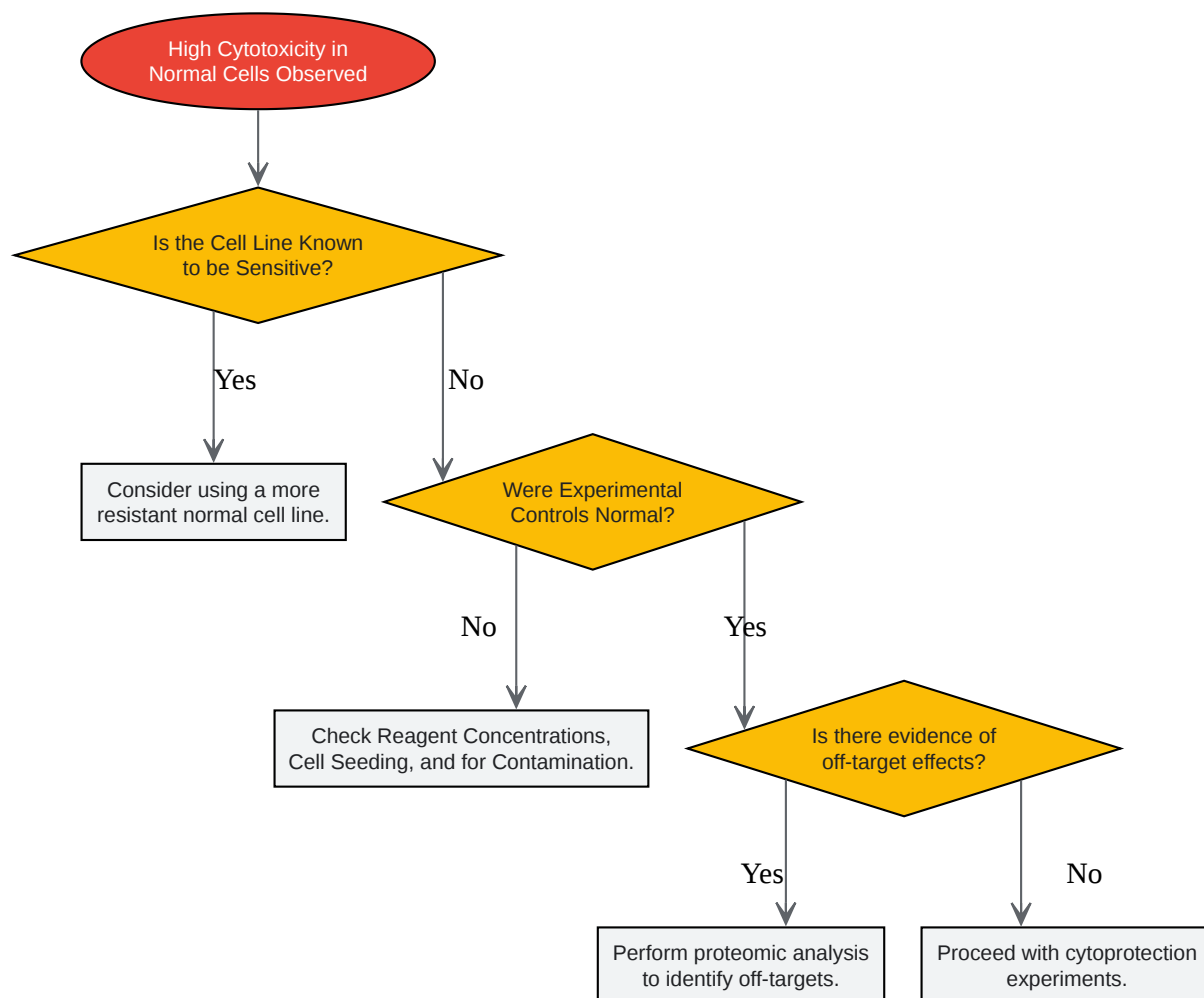 High Cytotoxicity in
Normal Cells Observed
Is the Cell Line Known
to be Sensitive?
Yes
No
Consider using a more
resistant normal cell line.
Were Experimental
Controls Normal?
No
Yes
Check Reagent Concentrations,
Cell Seeding, and for Contamination.
Is there evidence of
off-target effects?
Yes
No
Perform proteomic analysis
to identify off-targets.
Proceed with cytoprotection
experiments.